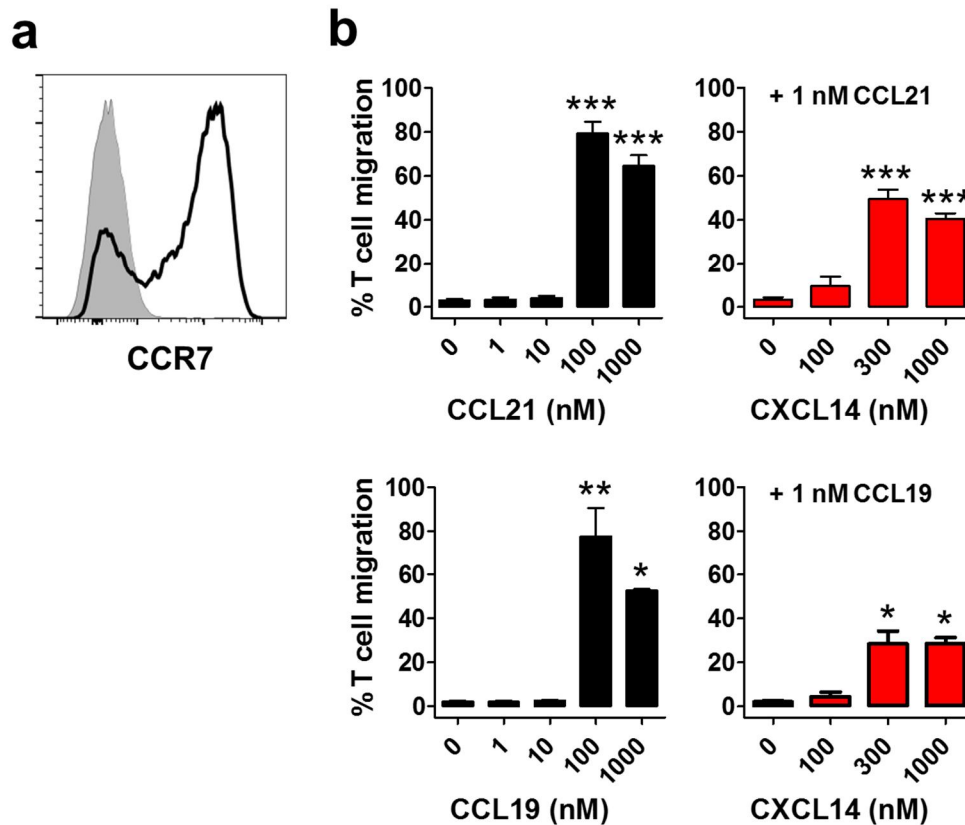 a
CCR7
b
% T cell migration
100
80
60
40
20
0
***
***
0 1 10 100 1000
CCL21 (nM)
100
80
60
40
20
0
+ 1 nM CCL21
***
***
0 100 300 1000
CXCL14 (nM)
% T cell migration
100
80
60
40
20
0
**
*
0 1 10 100 1000
CCL19 (nM)
100
80
60
40
20
0
+ 1 nM CCL19
*
*
0 100 300 1000
CXCL14 (nM)